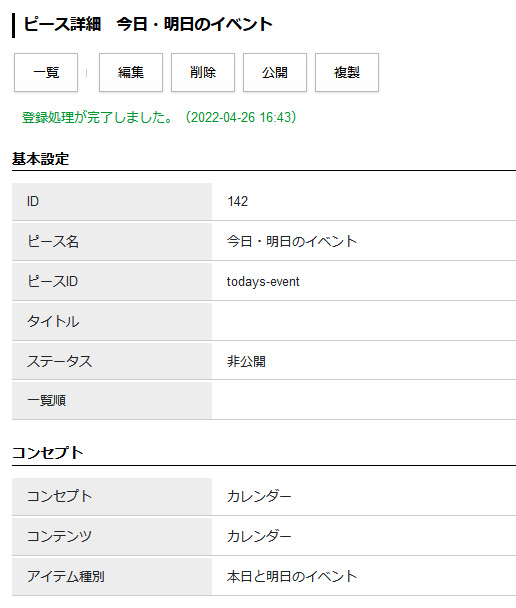 ピース詳細　今日・明日のイベント
一覧 | 編集 削除 公開 複製
登録処理が完了しました。（2022-04-26 16:43）
基本設定
ID 142
ピース名 今日・明日のイベント
ピースID todays-event
タイトル
ステータス 非公開
一覧順
コンセプト
コンセプト カレンダー
コンテンツ カレンダー
アイテム種別 本日と明日のイベント